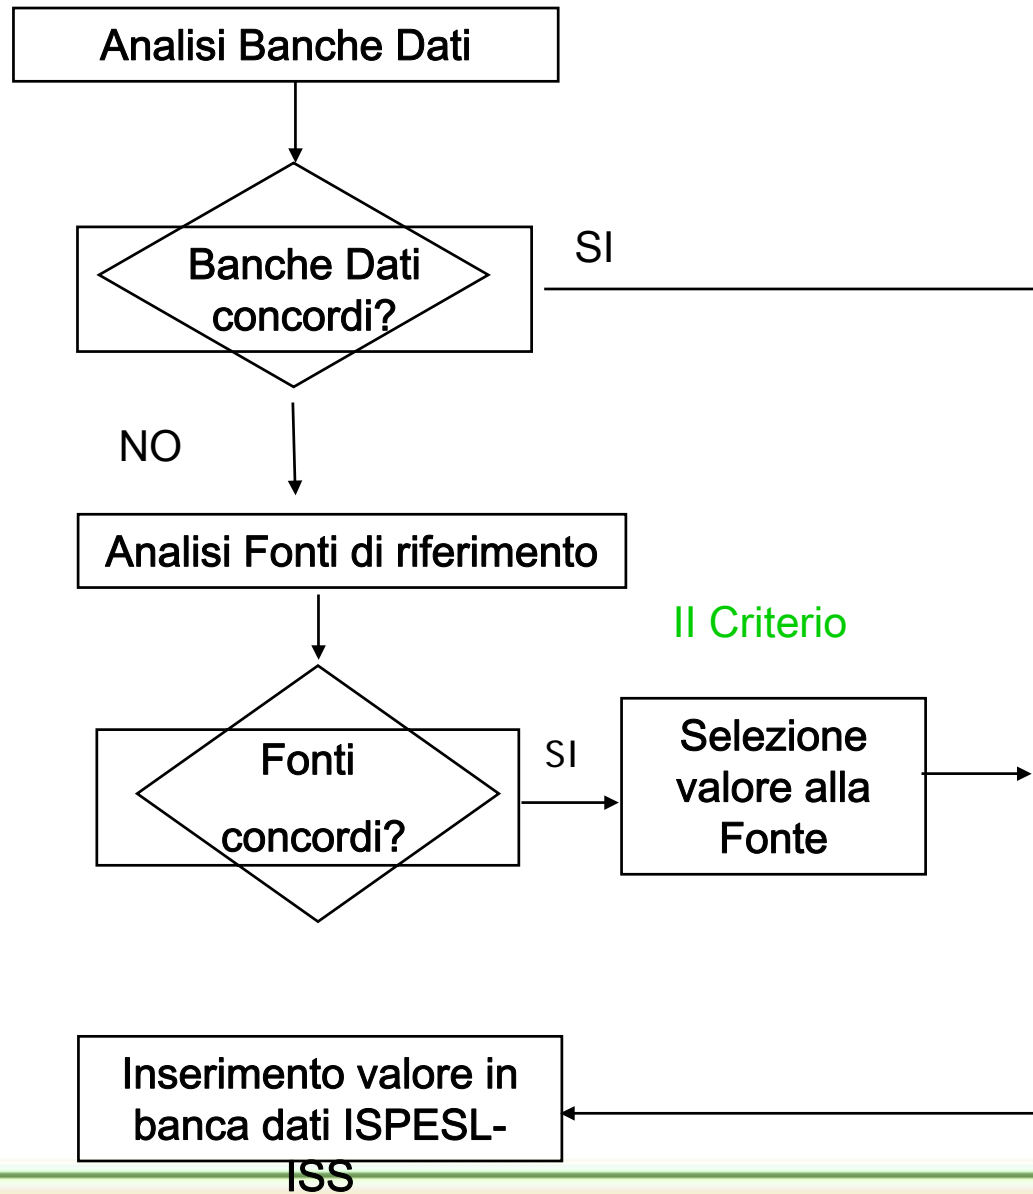 Analisi Banche Dati
Banche Dati
concordi?
SI
NO
Analisi Fonti di riferimento
II Criterio
Fonti
concordi?
SI
Selezione
valore alla
Fonte
Inserimento valore in
banca dati ISPESL-
ISS